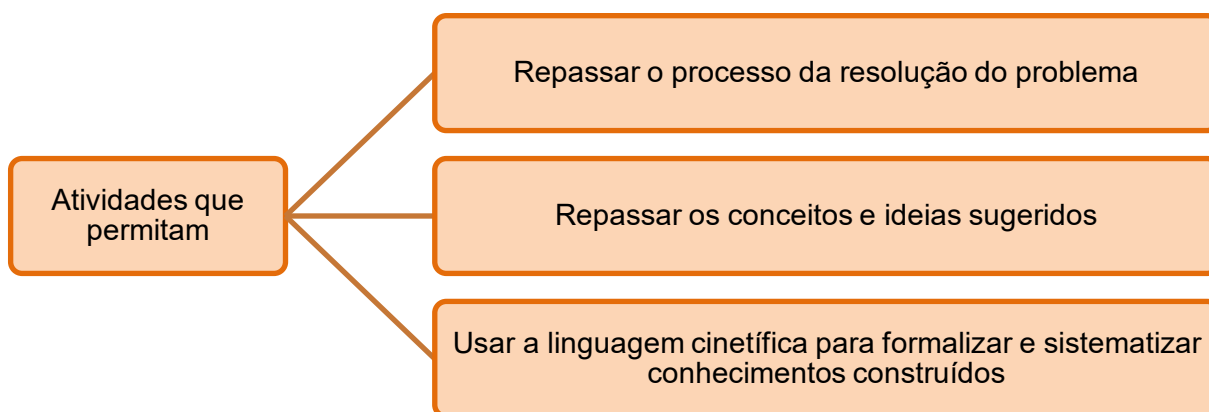 Repassar o processo da resolução do problema
Atividades que
permitam
Repassar os conceitos e ideias sugeridos
Usar a linguagem cinetífica para formalizar e sistematizar
conhecimentos construídos